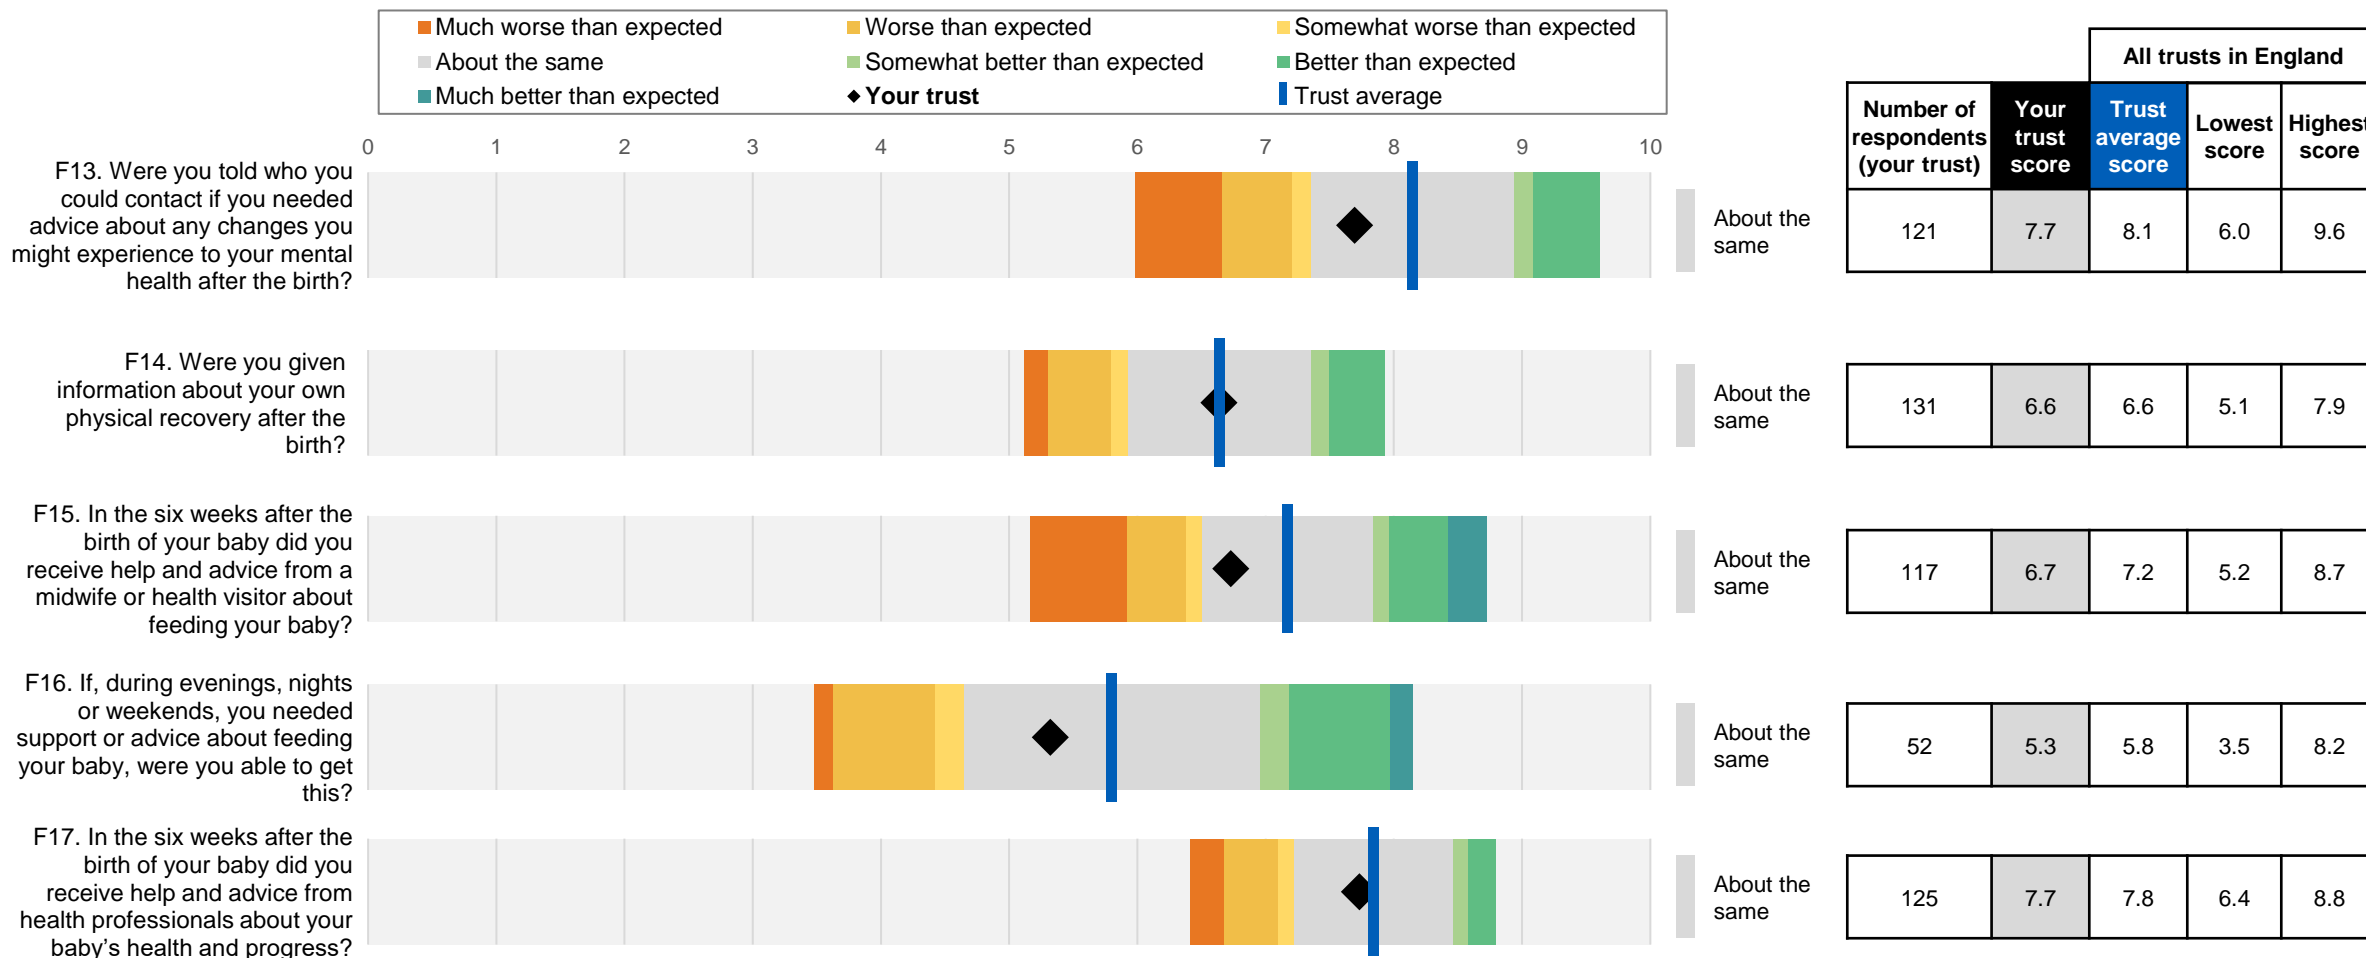 Much worse than expected
Worse than expected
Somewhat worse than expected
About the same
Somewhat better than expected
Better than expected
Much better than expected
Your trust
Trust average
All trusts in England
Number of
respondents
(your trust)
Your
trust
score
Trust
average
score
Lowest
score
Highest
score
0 1 2 3 4 5 6 7 8 9 10
F13. Were you told who you
could contact if you needed
advice about any changes you
might experience to your mental
health after the birth?
About the
same
121 7.7 8.1 6.0 9.6
F14. Were you given
information about your own
physical recovery after the
birth?
About the
same
131 6.6 6.6 5.1 7.9
F15. In the six weeks after the
birth of your baby did you
receive help and advice from a
midwife or health visitor about
feeding your baby?
About the
same
117 6.7 7.2 5.2 8.7
F16. If, during evenings, nights
or weekends, you needed
support or advice about feeding
your baby, were you able to get
this?
About the
same
52 5.3 5.8 3.5 8.2
F17. In the six weeks after the
birth of your baby did you
receive help and advice from
health professionals about your
baby's health and progress?
About the
same
125 7.7 7.8 6.4 8.8